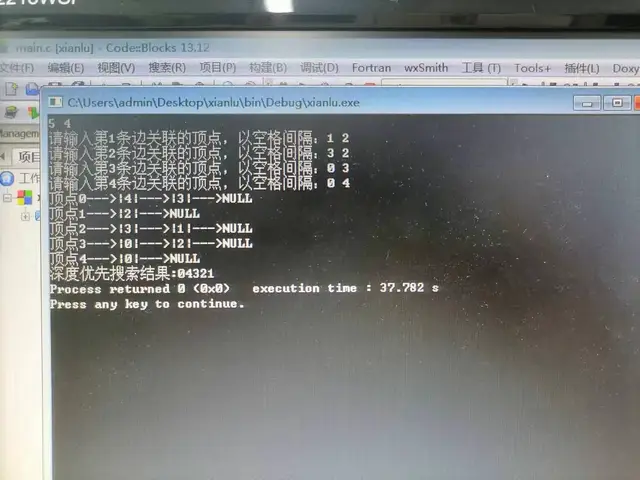 main.c [xianlu] - Code::Blocks 13.12
文件(F) 编辑(E) 视图(V) 搜索(R) 项目(P) 构建(B) 调试(D) Fortran wxSmith 工具 (T) Tools+ 插件(L) Doxy
C:\Users\admin\Desktop\xianlu\bin\Debug\xianlu.exe
Management
项目
工作
5 4
请输入第1条边关联的顶点，以空格间隔：1 2
请输入第2条边关联的顶点，以空格间隔：3 2
请输入第3条边关联的顶点，以空格间隔：0 3
请输入第4条边关联的顶点，以空格间隔：0 4
顶点0--->|4|--->|3|--->NULL
顶点1--->|2|--->NULL
顶点2--->|3|--->|1|--->NULL
顶点3--->|0|--->|2|--->NULL
顶点4--->|0|--->NULL
深度优先搜索结果:04321
Process returned 0 (0x0)   execution time : 37.782 s
Press any key to continue.